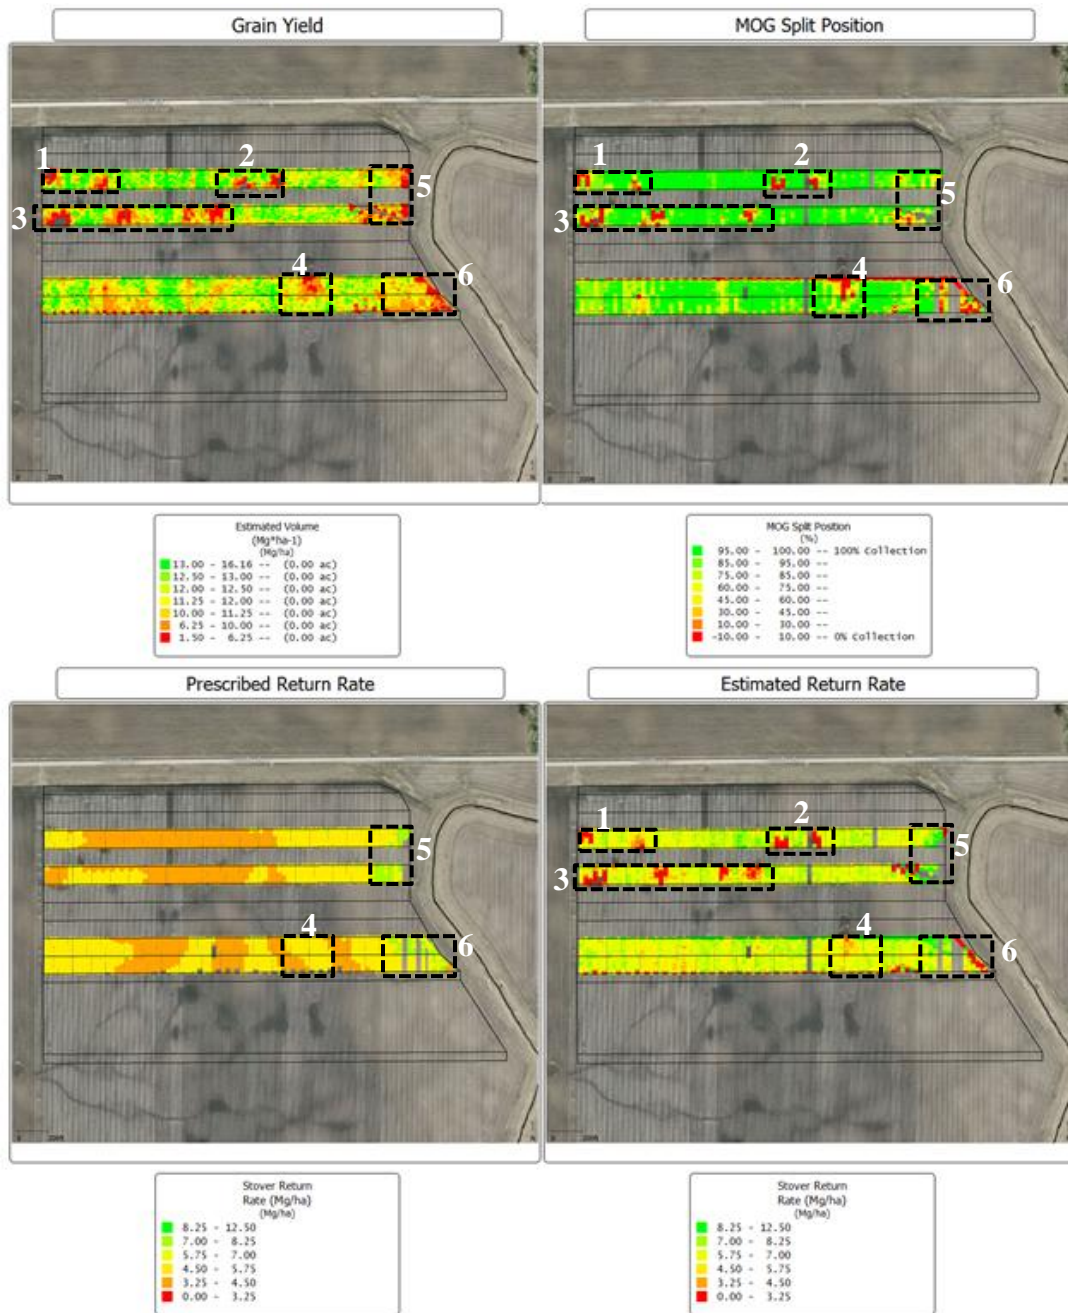 Grain Yield
MOG Split Position
1
2
3
4
5
6
1
2
3
4
5
6
Estimated Volume
(Mg*ha-1)
(Mg/ha)
13.00 - 16.16 -- (0.00 ac)
12.50 - 13.00 -- (0.00 ac)
12.00 - 12.50 -- (0.00 ac)
11.25 - 12.00 -- (0.00 ac)
10.00 - 11.25 -- (0.00 ac)
6.25 - 10.00 -- (0.00 ac)
1.50 - 6.25 -- (0.00 ac)
MOG Split Position
(%)
95.00 - 100.00 -- 100% Collection
85.00 - 95.00 --
75.00 - 85.00 --
60.00 - 75.00 --
45.00 - 60.00 --
30.00 - 45.00 --
10.00 - 30.00 --
-10.00 - 10.00 -- 0% Collection
Prescribed Return Rate
Estimated Return Rate
5
4
6
1
2
3
4
5
6
Stover Return
Rate (Mg/ha)
(Mg/ha)
8.25 - 12.50
7.00 - 8.25
5.75 - 7.00
4.50 - 5.75
3.25 - 4.50
0.00 - 3.25
Stover Return
Rate (Mg/ha)
(Mg/ha)
8.25 - 12.50
7.00 - 8.25
5.75 - 7.00
4.50 - 5.75
3.25 - 4.50
0.00 - 3.25